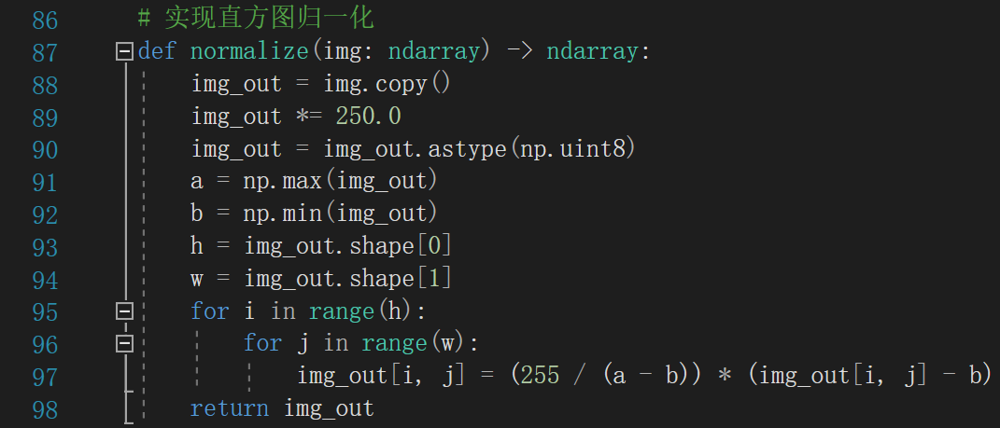 86 # 实现直方图归一化
87 def normalize(img: ndarray) -> ndarray:
88 img_out = img.copy()
89 img_out *= 250.0
90 img_out = img_out.astype(np.uint8)
91 a = np.max(img_out)
92 b = np.min(img_out)
93 h = img_out.shape[0]
94 w = img_out.shape[1]
95 for i in range(h):
96 for j in range(w):
97 img_out[i, j] = (255 / (a - b)) * (img_out[i, j] - b)
98 return img_out